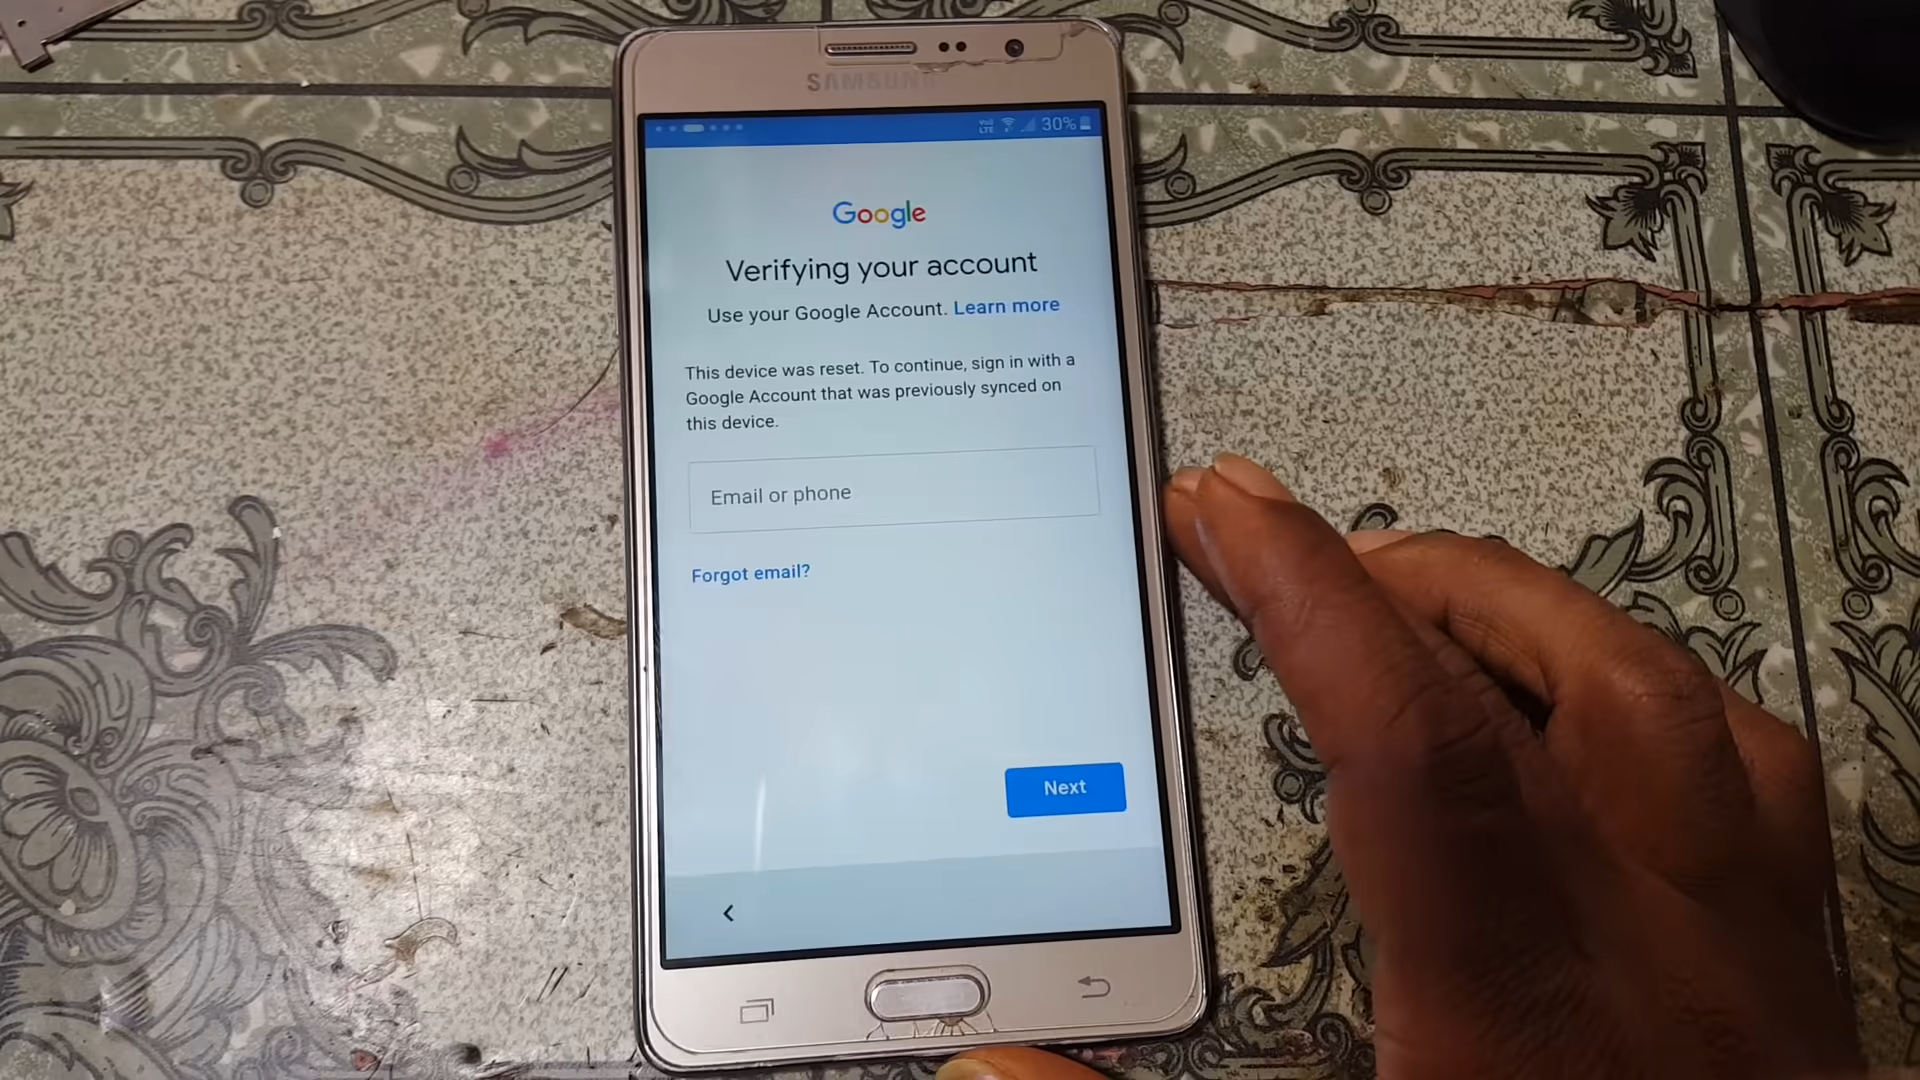 SAMSUNG
VoLTE 30%
Google
Verifying your account
Use your Google Account. Learn more
This device was reset. To continue, sign in with a
Google Account that was previously synced on
this device.
Email or phone
Forgot email?
Next